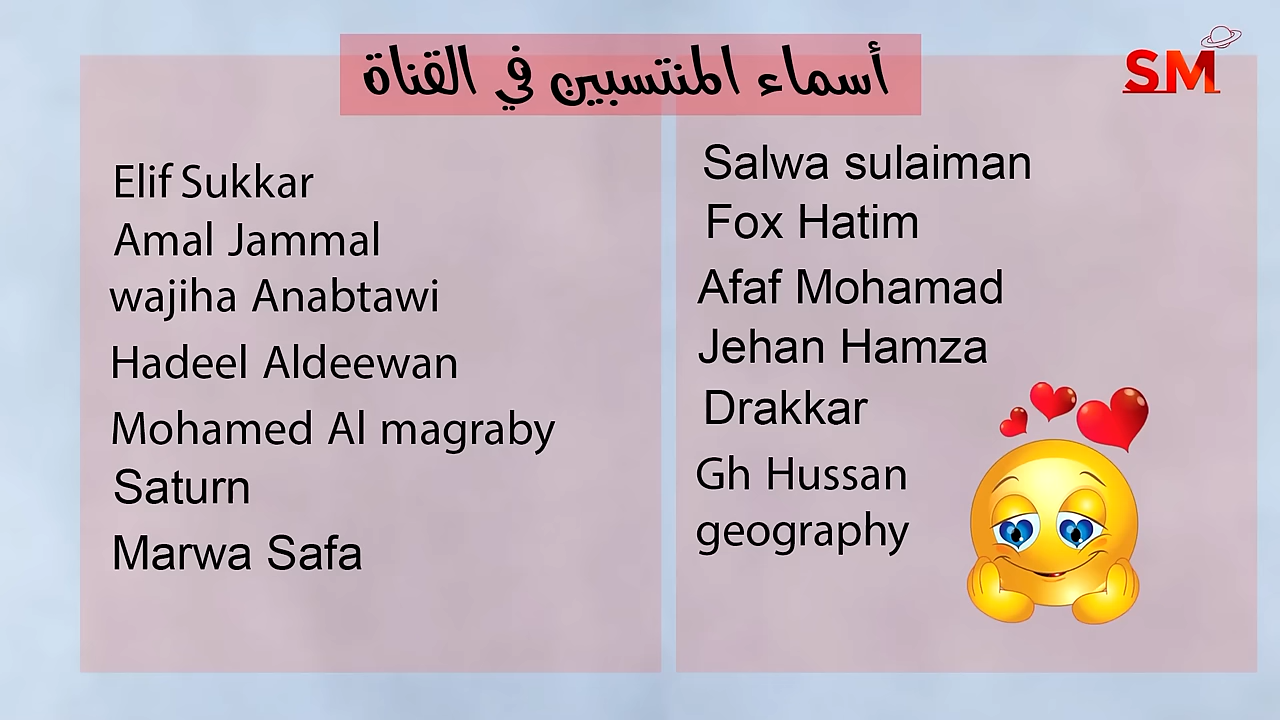 أسماء المنتسبين في القناة
SM
Elif Sukkar
Amal Jammal
wajiha Anabtawi
Hadeel Aldeewan
Mohamed Al magraby
Saturn
Marwa Safa
Salwa sulaiman
Fox Hatim
Afaf Mohamad
Jehan Hamza
Drakkar
Gh Hussan
geography